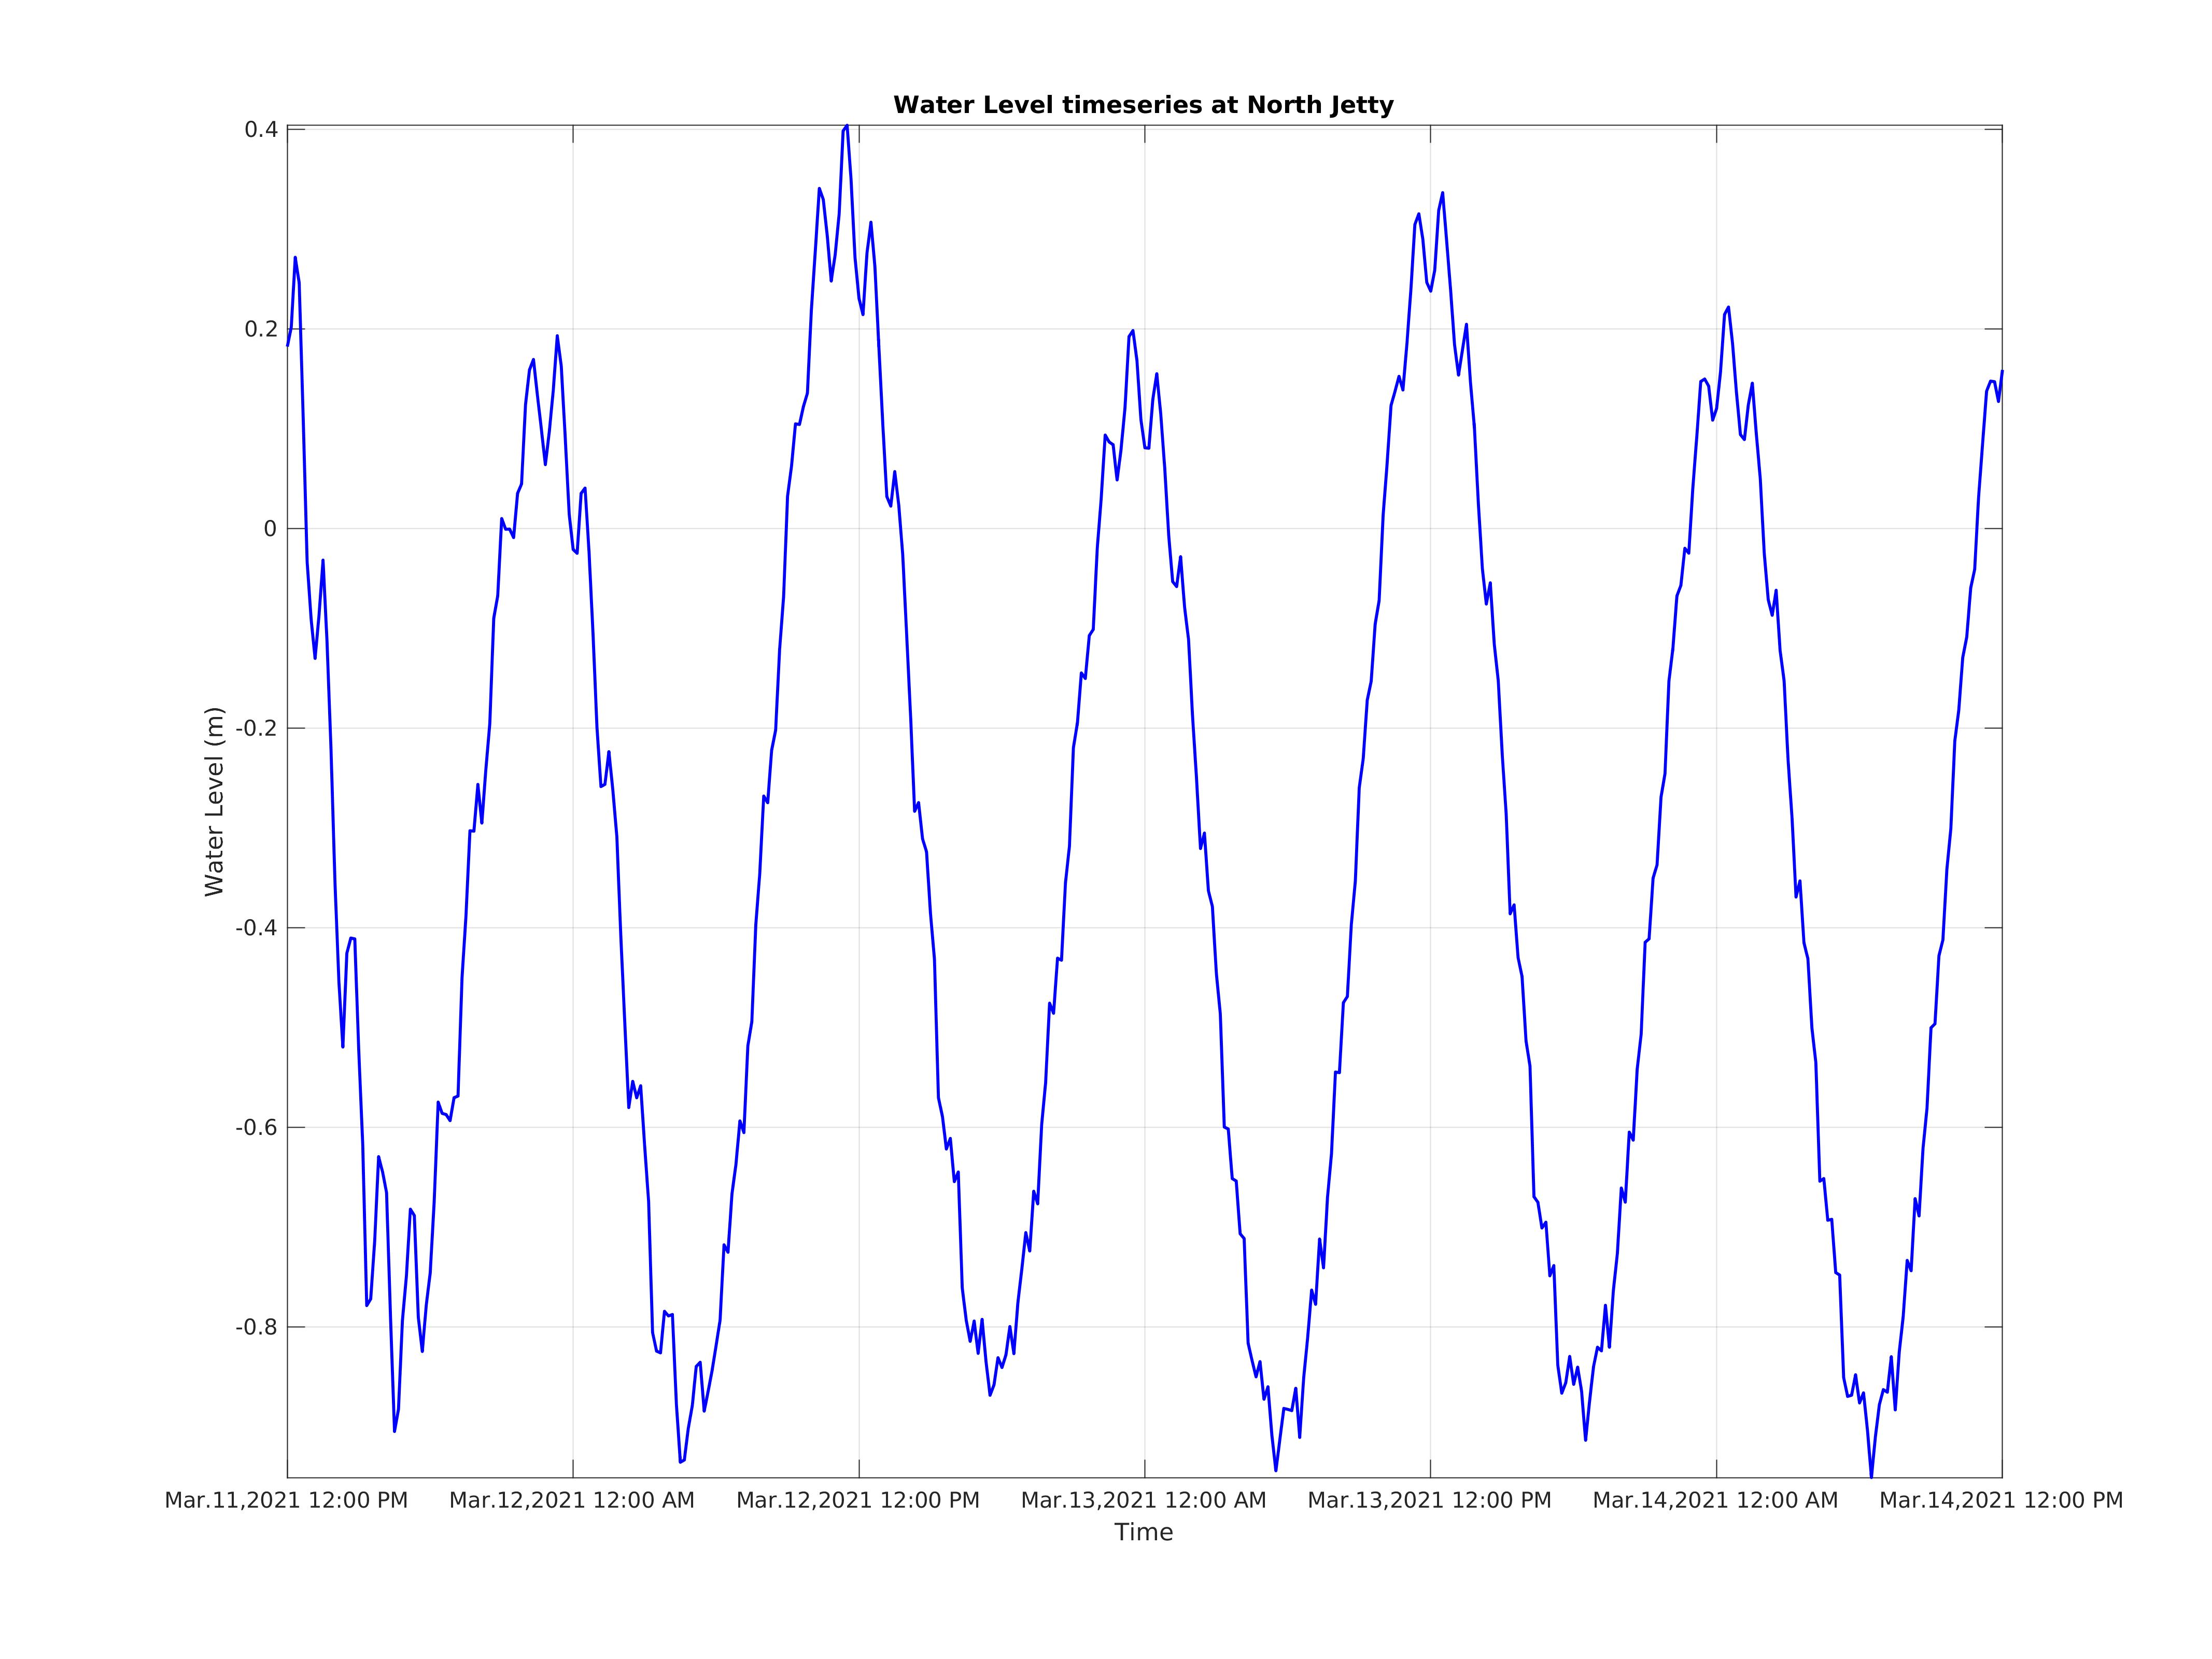 Water Level timeseries at North Jetty
0.4
0.2
0
-0.2
-0.4
-0.6
-0.8
Water Level (m)
Mar.11,2021 12:00 PM Mar.12,2021 12:00 AM Mar.12,2021 12:00 PM Mar.13,2021 12:00 AM Mar.13,2021 12:00 PM Mar.14,2021 12:00 AM Mar.14,2021 12:00 PM
Time